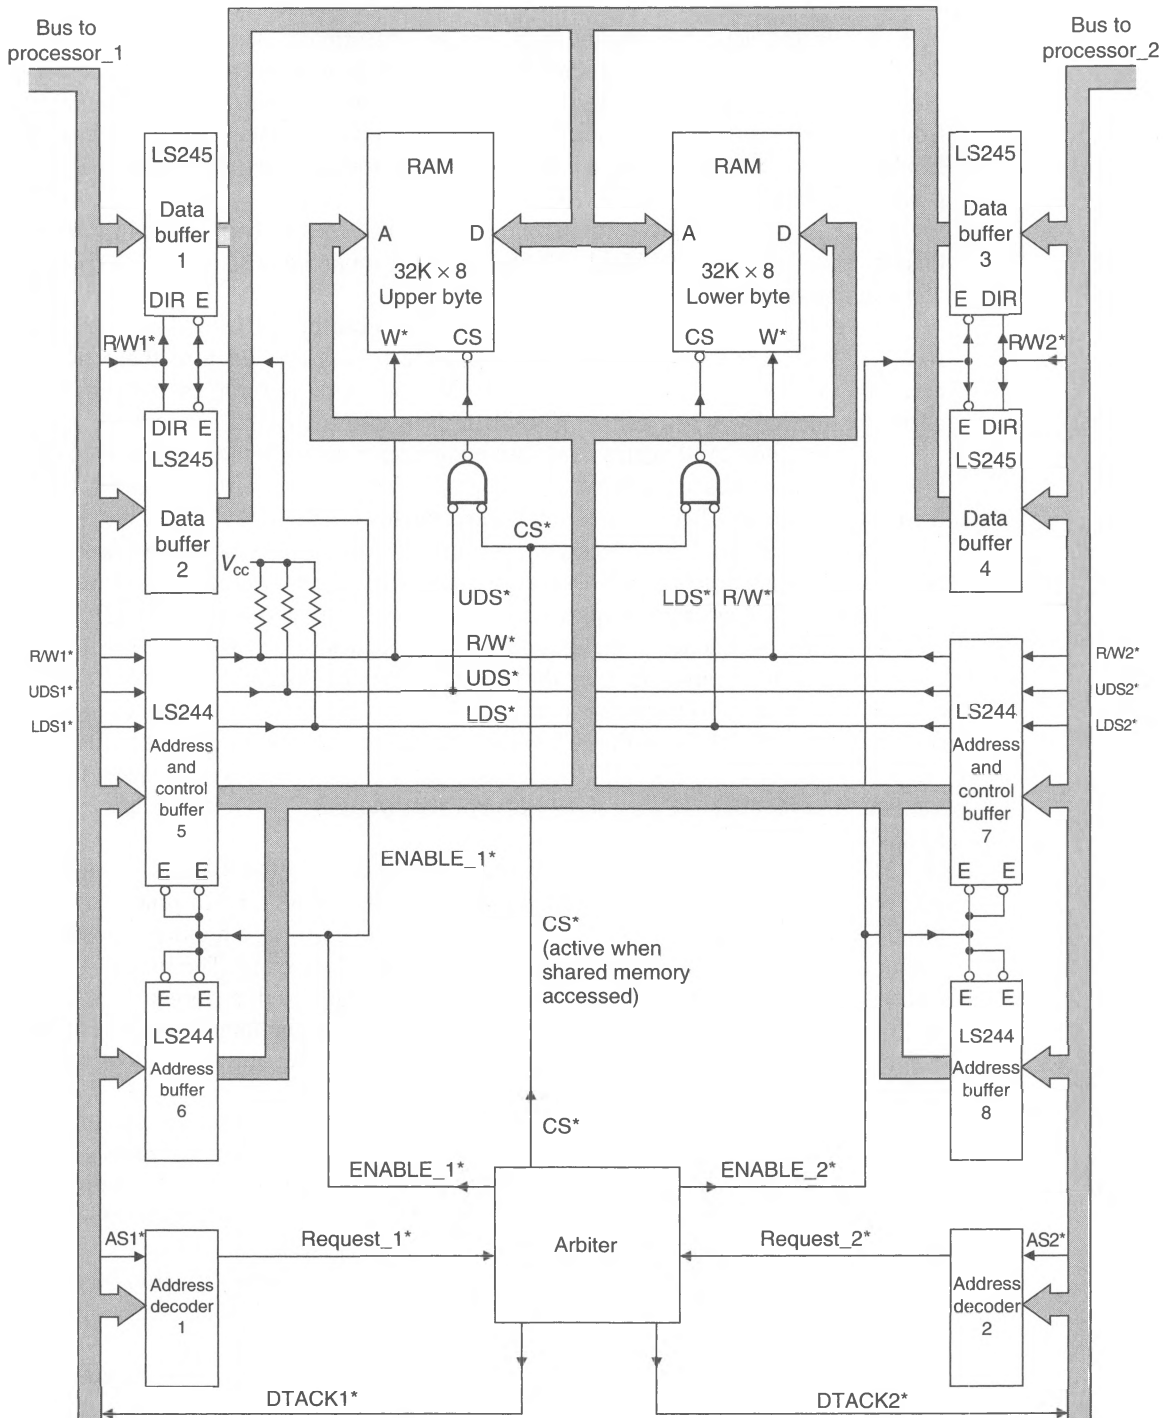 Bus to
processor_1
Bus to
processor_2
LS245
Data
buffer
1
DIR E
RAM
A D
32K × 8
Upper byte
W* CS
RAM
A D
32K × 8
Lower byte
CS W*
LS245
Data
buffer
3
E DIR
R/W1*
R/W2*
DIR E
LS245
Data
buffer
2
E DIR
LS245
Data
buffer
4
Vcc
CS*
UDS*
LDS* R/W*
R/W1*
UDS1*
LDS1*
R/W*
UDS*
LDS*
R/W2*
UDS2*
LDS2*
LS244
Address
and
control
buffer
5
E E
LS244
Address
and
control
buffer
7
E E
ENABLE_1*
CS*
(active when
shared memory
accessed)
E E
LS244
Address
buffer
6
E E
LS244
Address
buffer
8
CS*
ENABLE_1*
ENABLE_2*
AS1*
Request_1*
Arbiter
Request_2*
AS2*
Address
decoder
1
Address
decoder
2
DTACK1*
DTACK2*